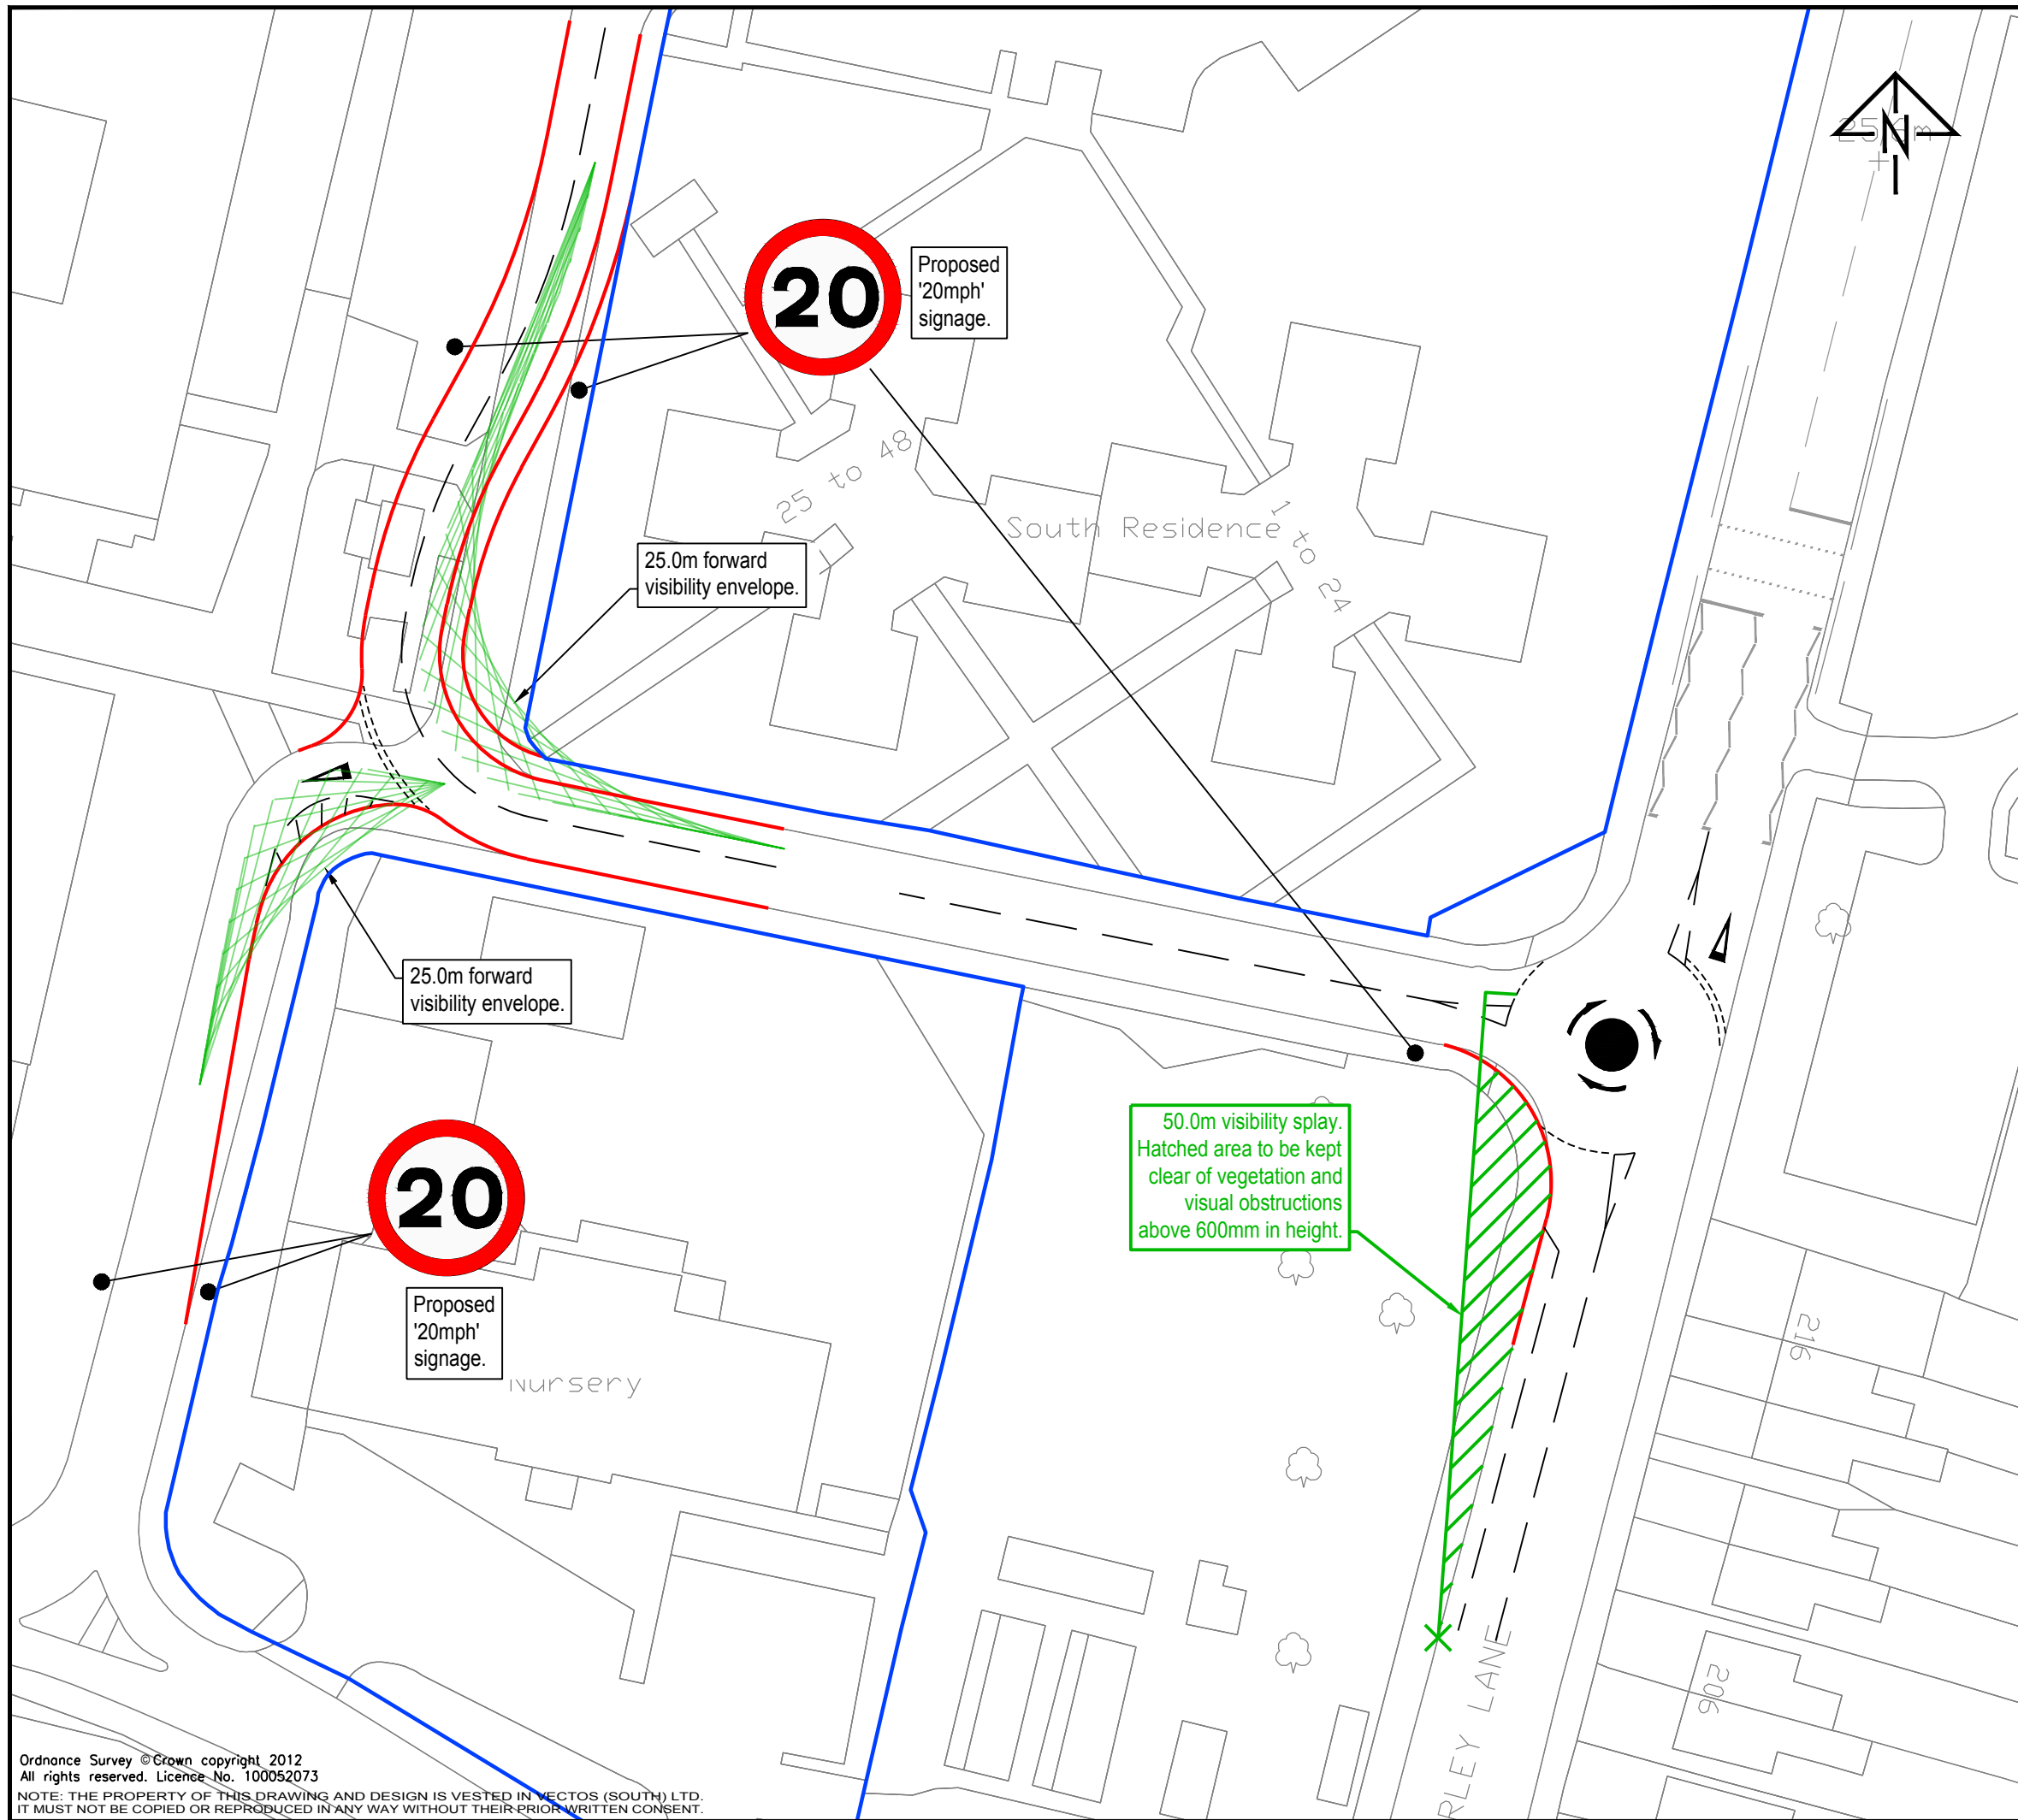 25.6m
N
20
Proposed
'20mph'
signage.
25 to 48
South Residence
1 to 24
25.0m forward
visibility envelope.
25.0m forward
visibility envelope.
50.0m visibility splay.
Hatched area to be kept
clear of vegetation and
visual obstructions
above 600mm in height.
20
Proposed
'20mph'
signage.
Nursery
216
206
RLEY LANE
Ordnance Survey © Crown copyright 2012
All rights reserved. Licence No. 100052073
NOTE: THE PROPERTY OF THIS DRAWING AND DESIGN IS VESTED IN VECTOS (SOUTH) LTD.
IT MUST NOT BE COPIED OR REPRODUCED IN ANY WAY WITHOUT THEIR PRIOR WRITTEN CONSENT.